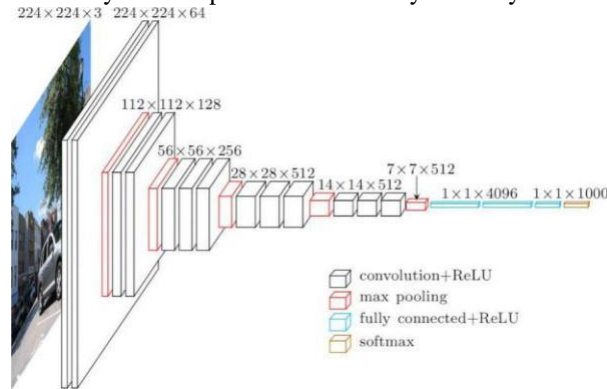 224×224×3 224×224×64
112×112×128
56×56×256
28×28×512
14×14×512
7×7×512
1×1×4096 1×1×1000
convolution+ReLU
max pooling
fully connected+ReLU
softmax